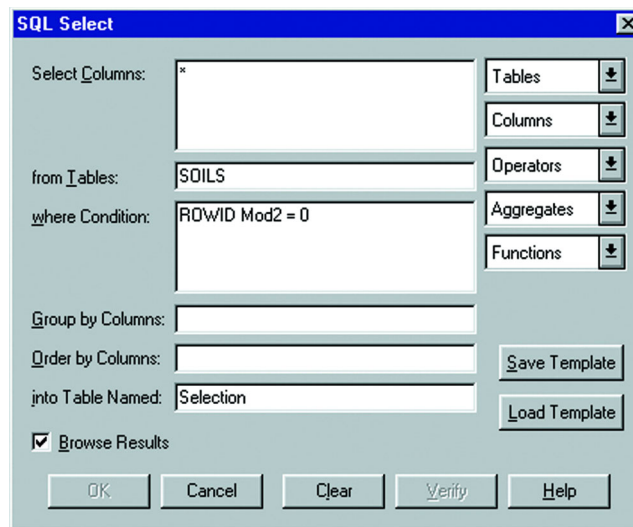 SQL Select
Select Columns: * Tables
Columns
Operators
from Tables: SOILS
where Condition: ROWID Mod2 = 0 Aggregates
Functions
Group by Columns:
Order by Columns: Save Template
into Table Named: Selection
Load Template
Browse Results
OK Cancel Clear Verify Help